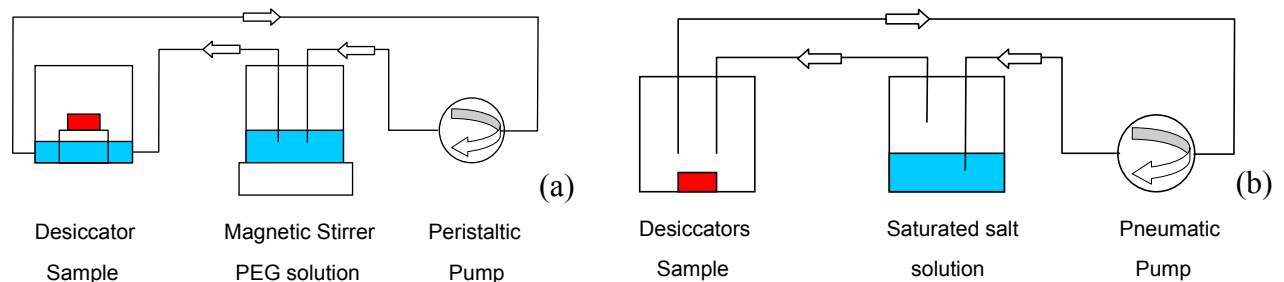 (a)
Desiccator Magnetic Stirrer Peristaltic
Sample PEG solution Pump
(b)
Desiccators Saturated salt Pneumatic
Sample solution Pump